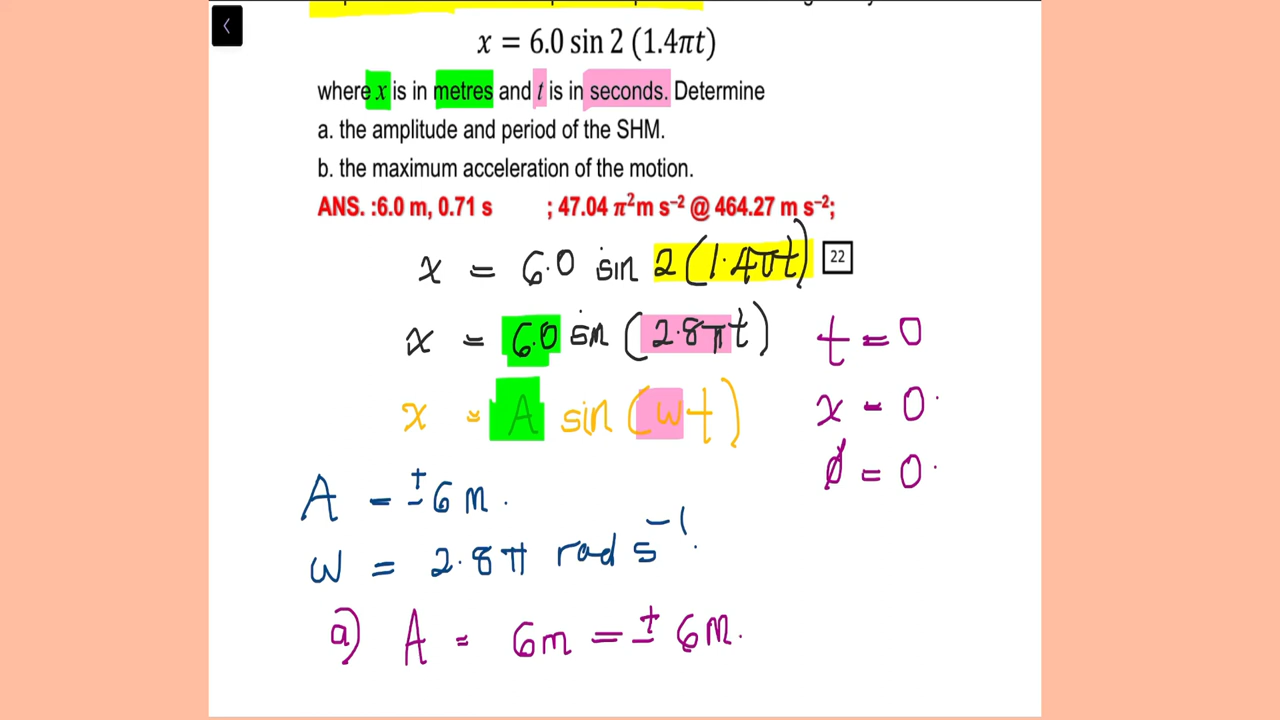 x = 6.0 sin 2 (1.4πt)
where x is in metres and t is in seconds. Determine
a. the amplitude and period of the SHM.
b. the maximum acceleration of the motion.
ANS. :6.0 m, 0.71 s ; 47.04 π²m s⁻² @ 464.27 m s⁻²;
x = 6.0 sin 2 (1.4πt)
22
x = 6.0 sin (2.8πt)
t = 0
x = A sin (ωt)
x = 0.
φ = 0.
A = ±6 m.
ω = 2.8π rad s⁻¹.
a) A = 6m = ±6m.